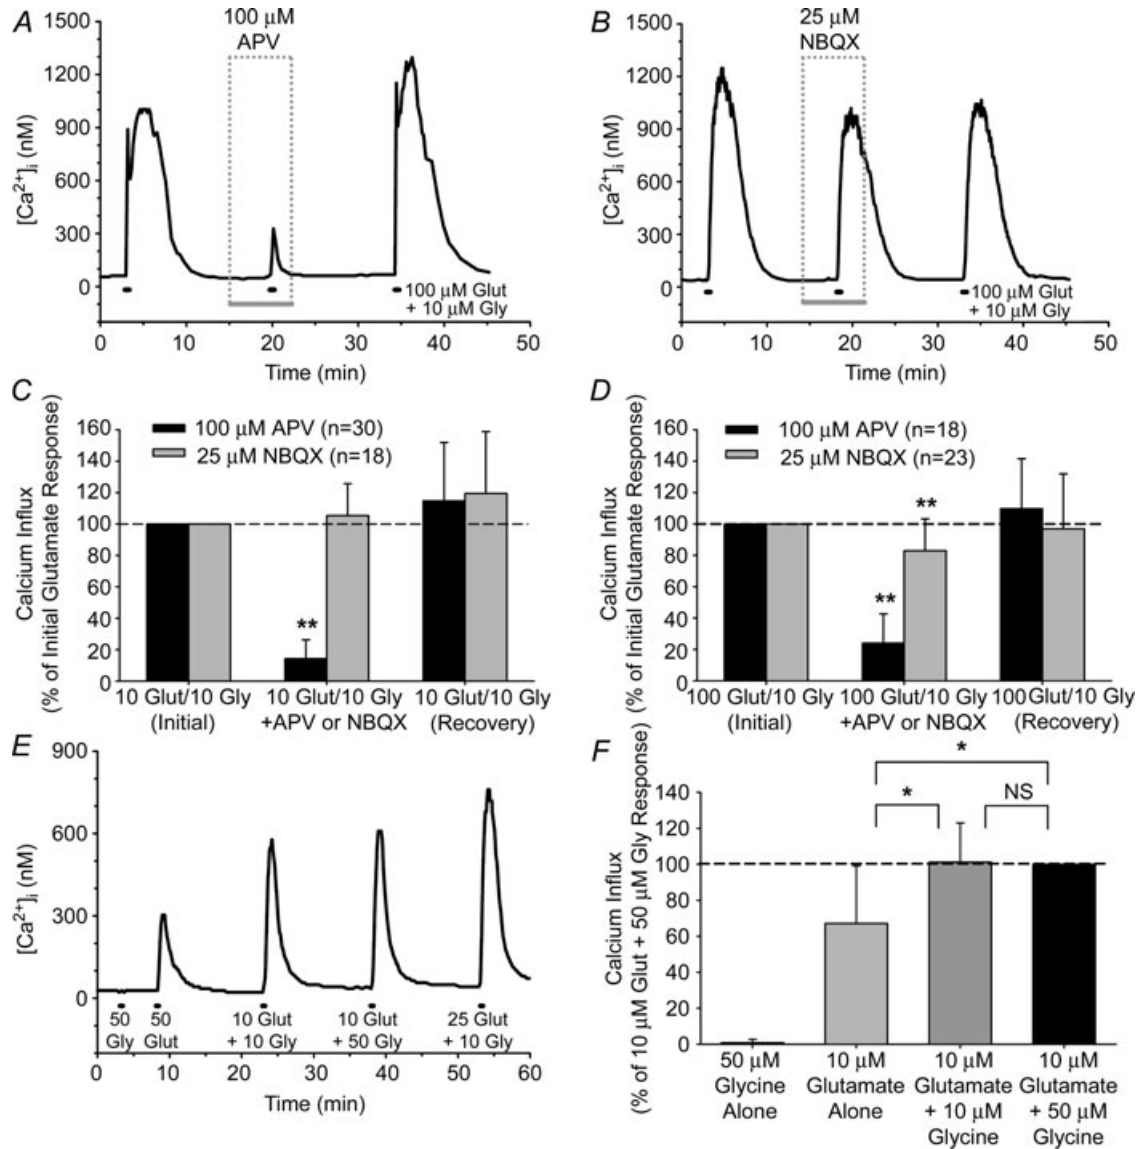 A
100 μM
APV
1500
1200
900
600
300
0
[Ca²⁺]ᵢ (nM)
100 μM Glut
+ 10 μM Gly
0 10 20 30 40 50
Time (min)
B
25 μM
NBQX
1500
1200
900
600
300
0
[Ca²⁺]ᵢ (nM)
100 μM Glut
+ 10 μM Gly
0 10 20 30 40 50
Time (min)
C
Calcium Influx
(% of Initial Glutamate Response)
160
140
120
100
80
60
40
20
0
100 μM APV (n=30)
25 μM NBQX (n=18)
**
10 Glut/10 Gly 10 Glut/10 Gly 10 Glut/10 Gly
(Initial) +APV or NBQX (Recovery)
D
Calcium Influx
(% of Initial Glutamate Response)
160
140
120
100
80
60
40
20
0
100 μM APV (n=18)
25 μM NBQX (n=23)
**
**
100 Glut/10 Gly 100 Glut/10 Gly 100 Glut/10 Gly
(Initial) +APV or NBQX (Recovery)
E
900
600
300
0
[Ca²⁺]ᵢ (nM)
50 50 10 Glut 10 Glut 25 Glut
Gly Glut + 10 Gly + 50 Gly + 10 Gly
0 10 20 30 40 50 60
Time (min)
F
Calcium Influx
(% of 10 μM Glut + 50 μM Gly Response)
140
120
100
80
60
40
20
0
*
* NS
50 μM 10 μM 10 μM 10 μM
Glycine Glutamate Glutamate Glutamate
Alone Alone + 10 μM + 50 μM
Glycine Glycine